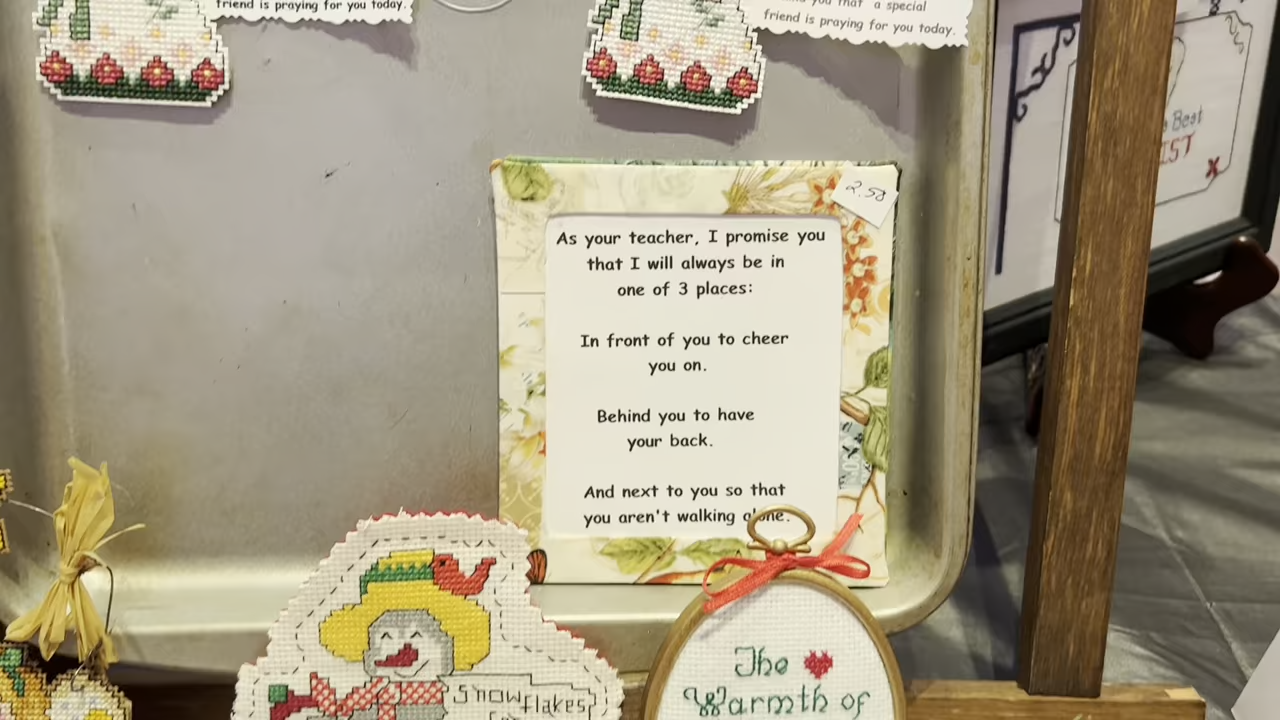 friend is praying for you today.
you that a special
friend is praying for you today.
Best
IST
2.50
As your teacher, I promise you
that I will always be in
one of 3 places:
In front of you to cheer
you on.
Behind you to have
your back.
And next to you so that
you aren't walking alone.
Snow
flakes
The
Warmth of